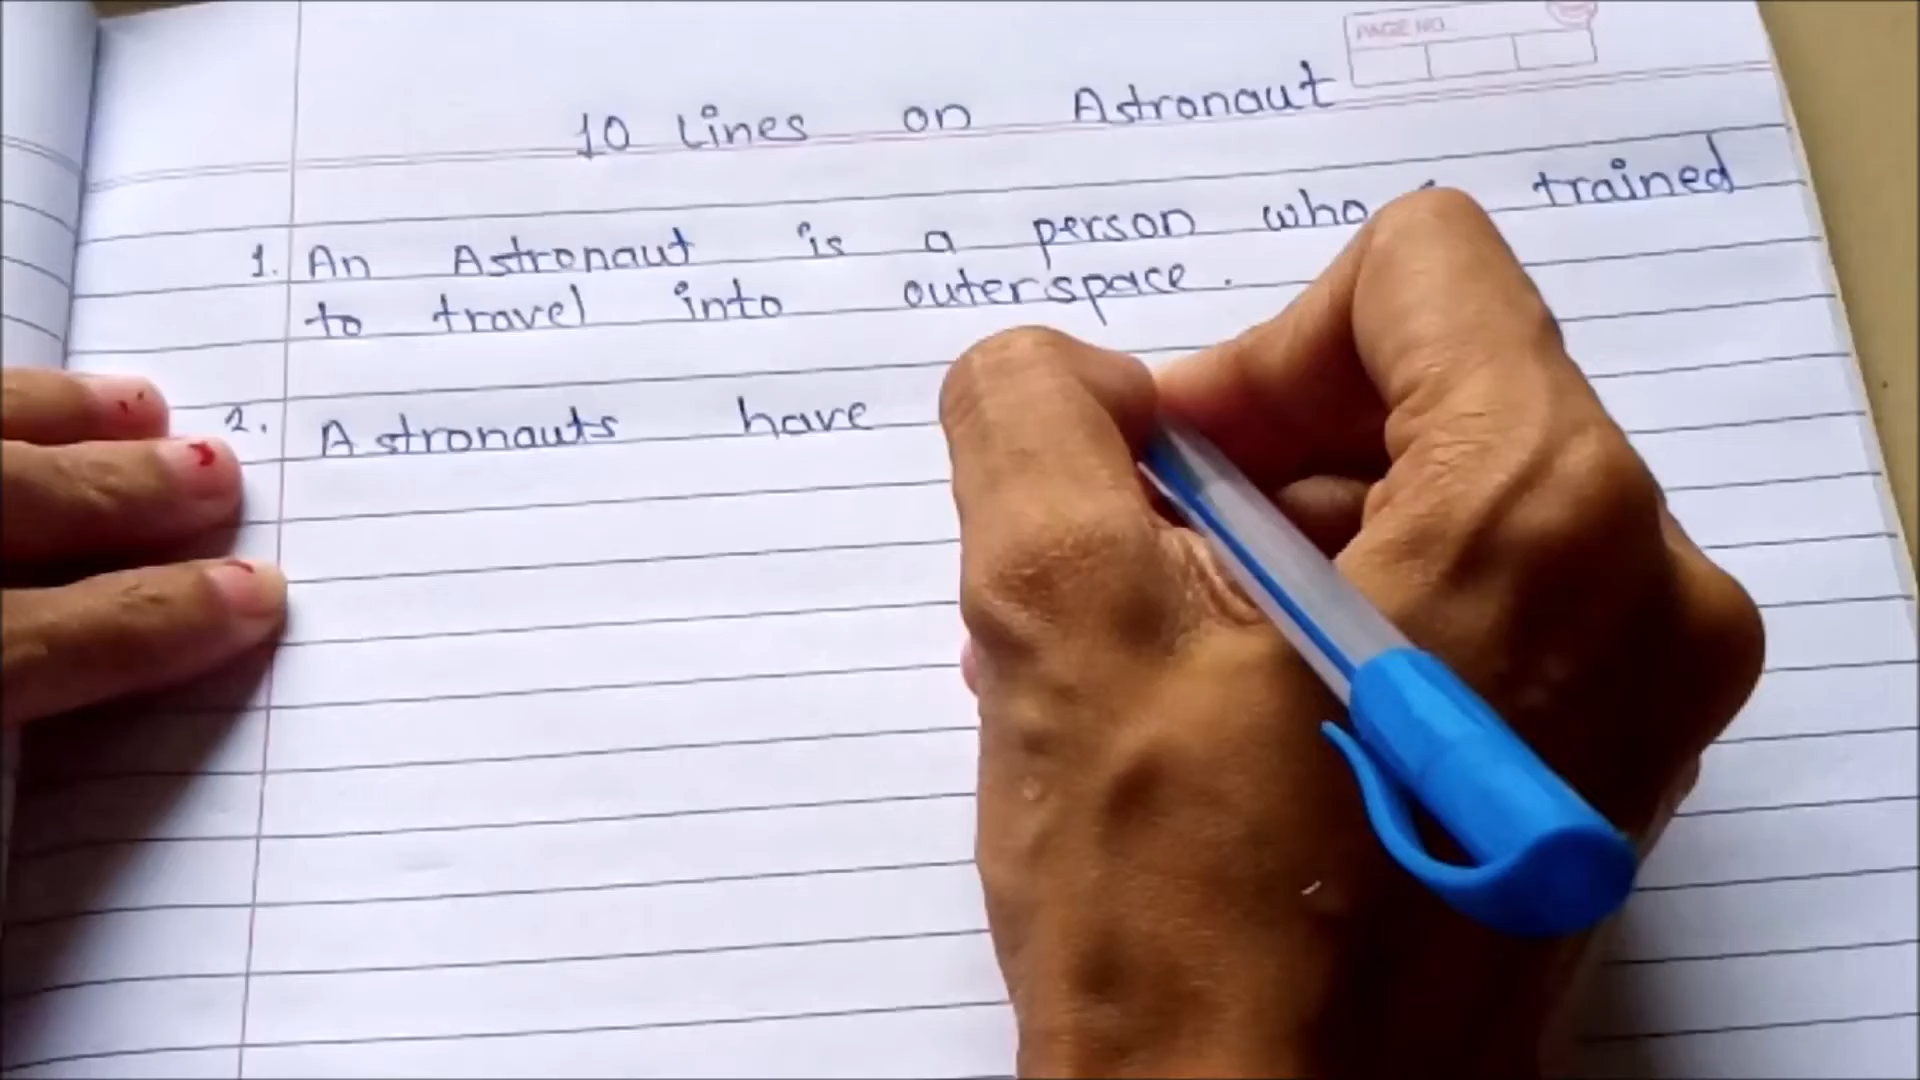 PAGE NO.
10 Lines on Astronaut
1. An Astronaut is a person who trained
to travel into outerspace.
2. Astronauts have